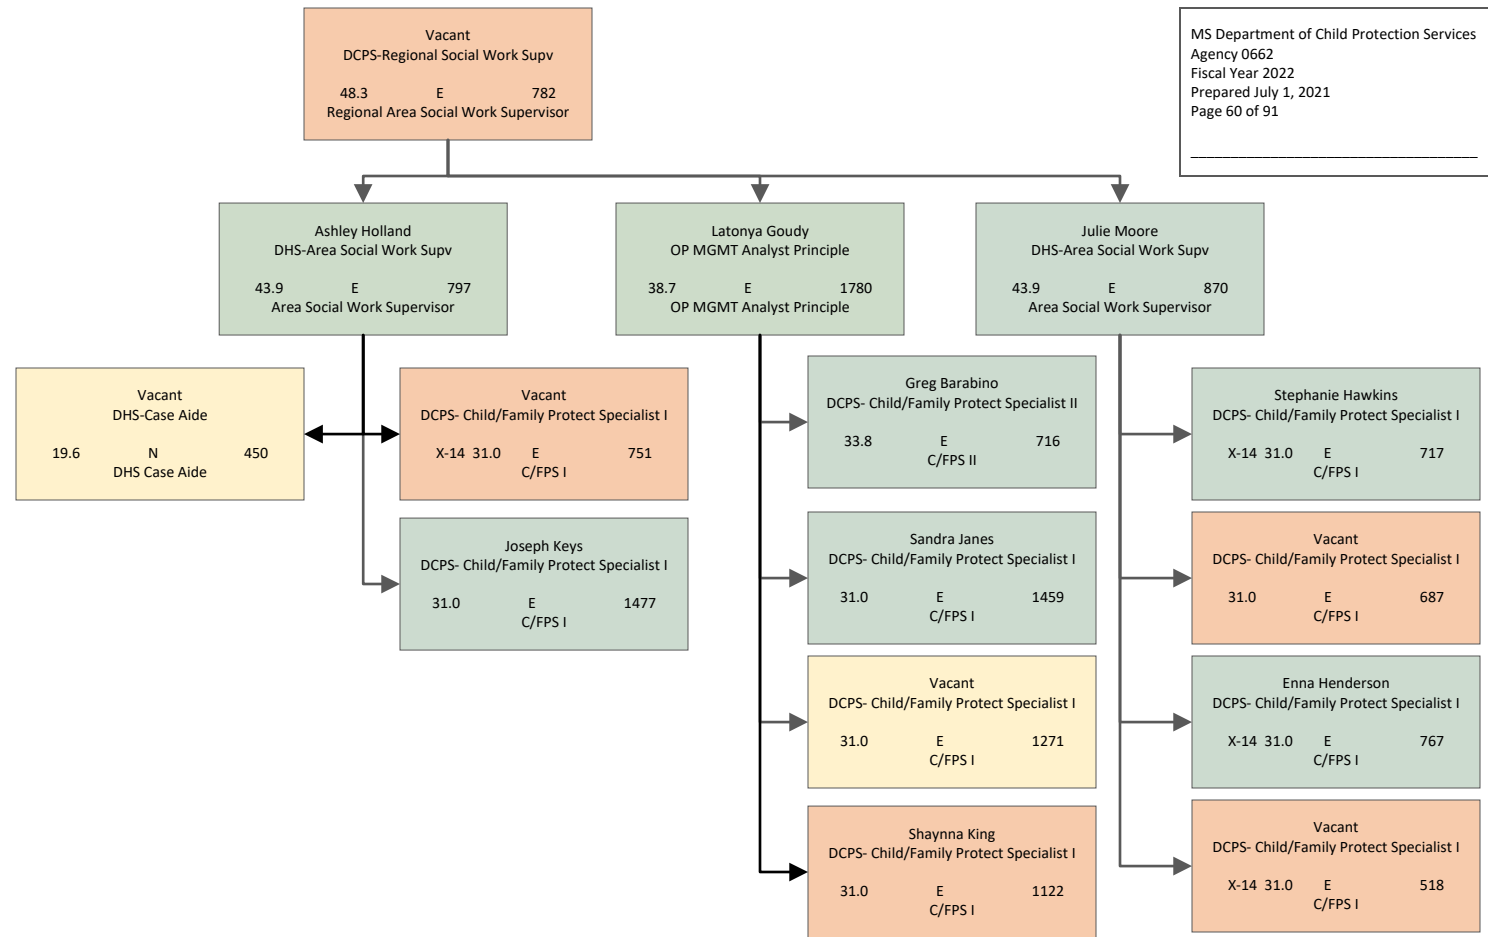 Vacant
DCPS-Regional Social Work Supv
48.3 E 782
Regional Area Social Work Supervisor
MS Department of Child Protection Services
Agency 0662
Fiscal Year 2022
Prepared July 1, 2021
Page 60 of 91
Ashley Holland
DHS-Area Social Work Supv
43.9 E 797
Area Social Work Supervisor
Latonya Goudy
OP MGMT Analyst Principle
38.7 E 1780
OP MGMT Analyst Principle
Julie Moore
DHS-Area Social Work Supv
43.9 E 870
Area Social Work Supervisor
Vacant
DHS-Case Aide
19.6 N 450
DHS Case Aide
Vacant
DCPS- Child/Family Protect Specialist I
X-14 31.0 E 751
C/FPS I
Joseph Keys
DCPS- Child/Family Protect Specialist I
31.0 E 1477
C/FPS I
Greg Barabino
DCPS- Child/Family Protect Specialist II
33.8 E 716
C/FPS II
Sandra Janes
DCPS- Child/Family Protect Specialist I
31.0 E 1459
C/FPS I
Vacant
DCPS- Child/Family Protect Specialist I
31.0 E 1271
C/FPS I
Shaynna King
DCPS- Child/Family Protect Specialist I
31.0 E 1122
C/FPS I
Stephanie Hawkins
DCPS- Child/Family Protect Specialist I
X-14 31.0 E 717
C/FPS I
Vacant
DCPS- Child/Family Protect Specialist I
31.0 E 687
C/FPS I
Enna Henderson
DCPS- Child/Family Protect Specialist I
X-14 31.0 E 767
C/FPS I
Vacant
DCPS- Child/Family Protect Specialist I
X-14 31.0 E 518
C/FPS I